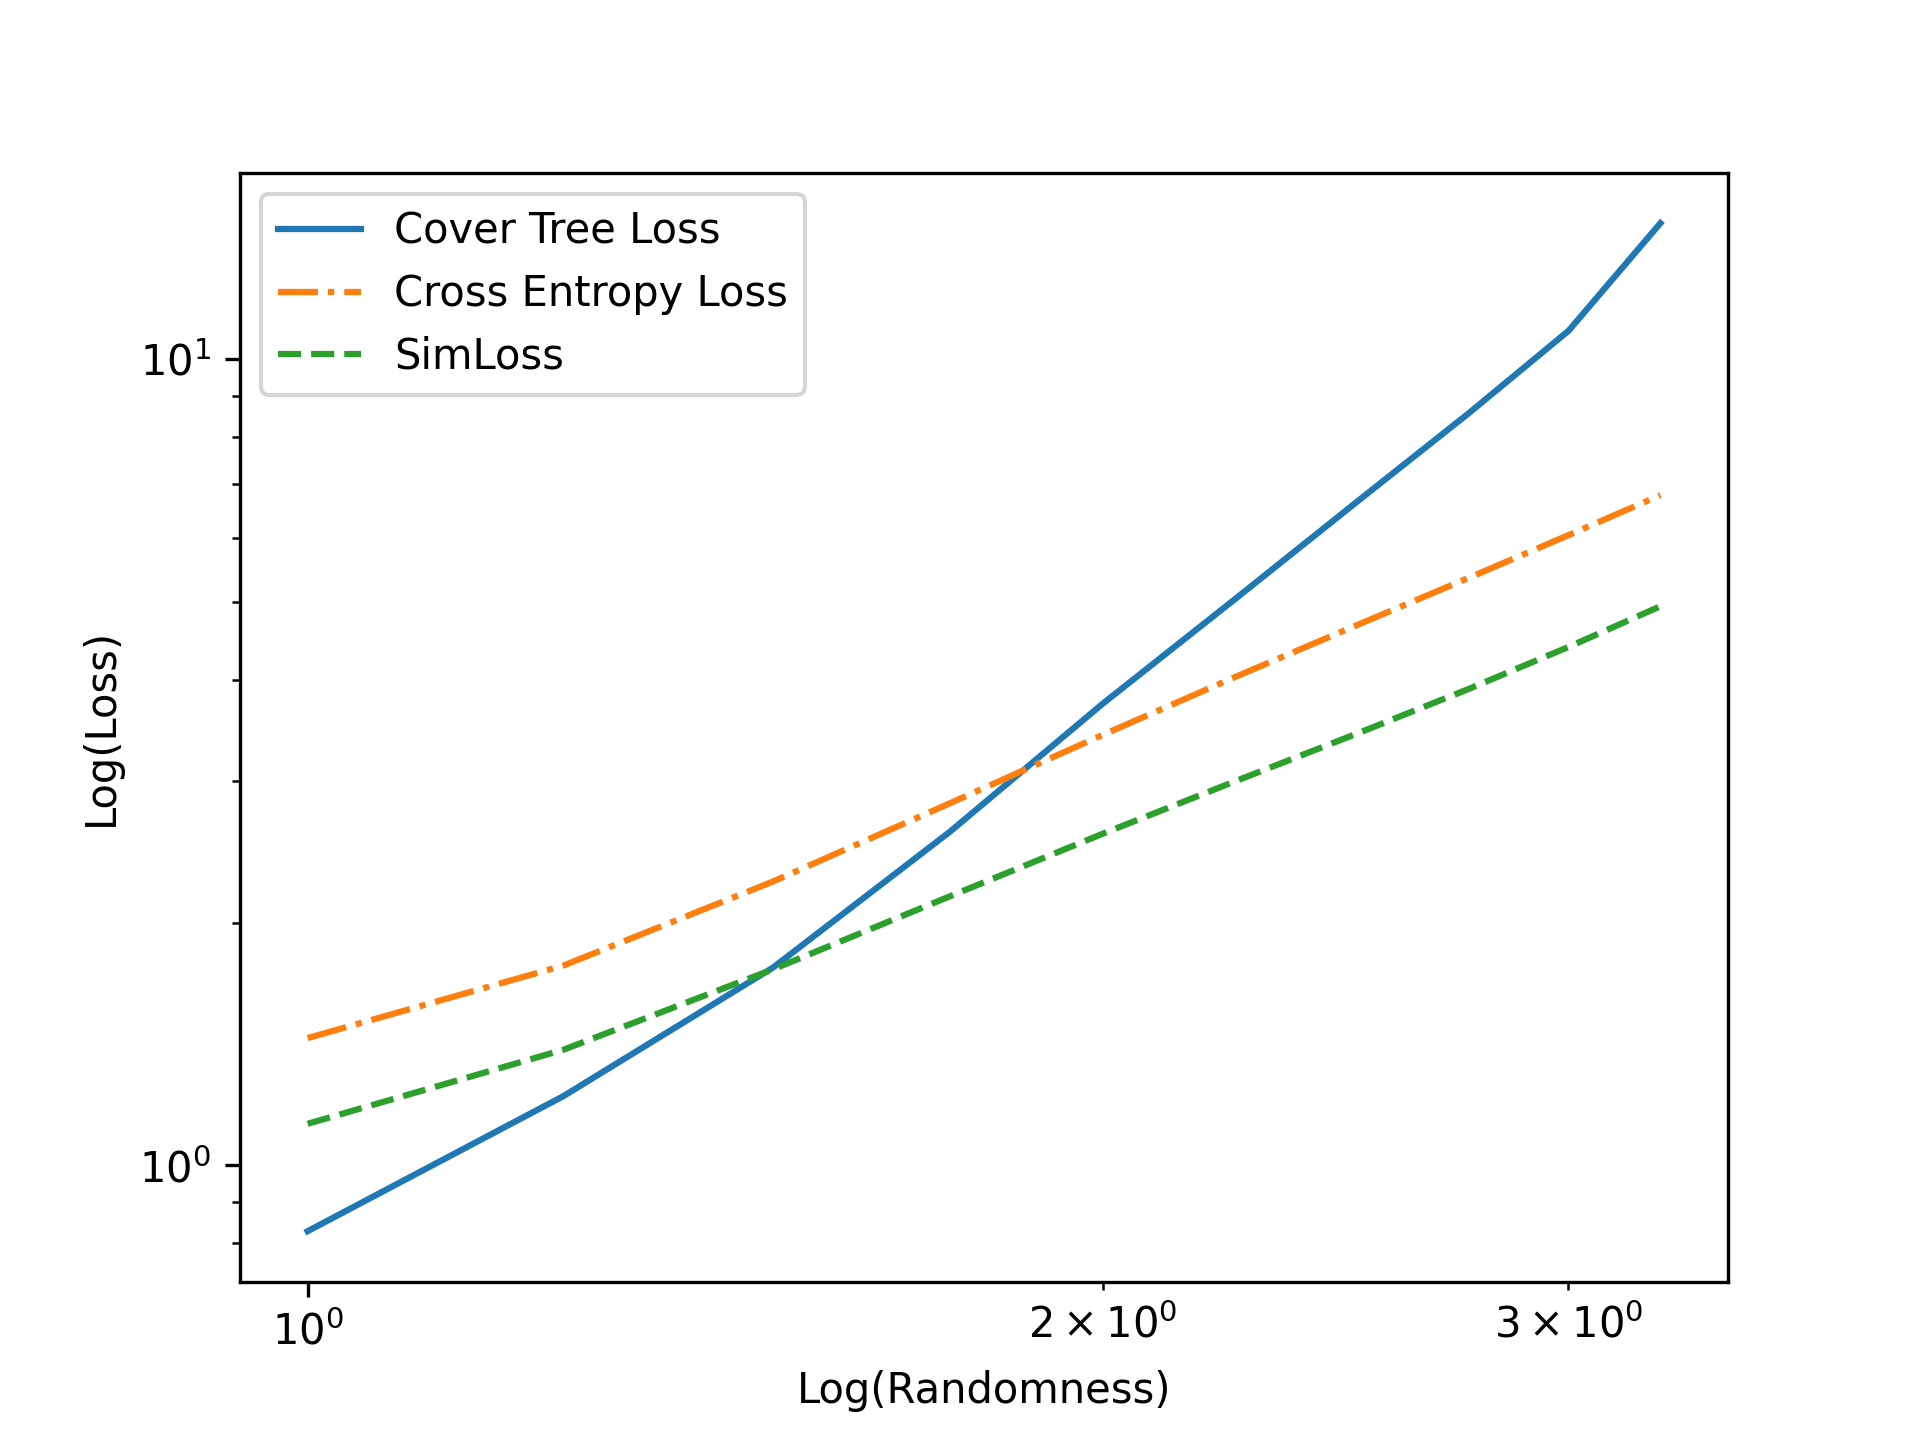 Cover Tree Loss
Cross Entropy Loss
SimLoss
10¹
10⁰
Log(Loss)
10⁰
2 × 10⁰
3 × 10⁰
Log(Randomness)